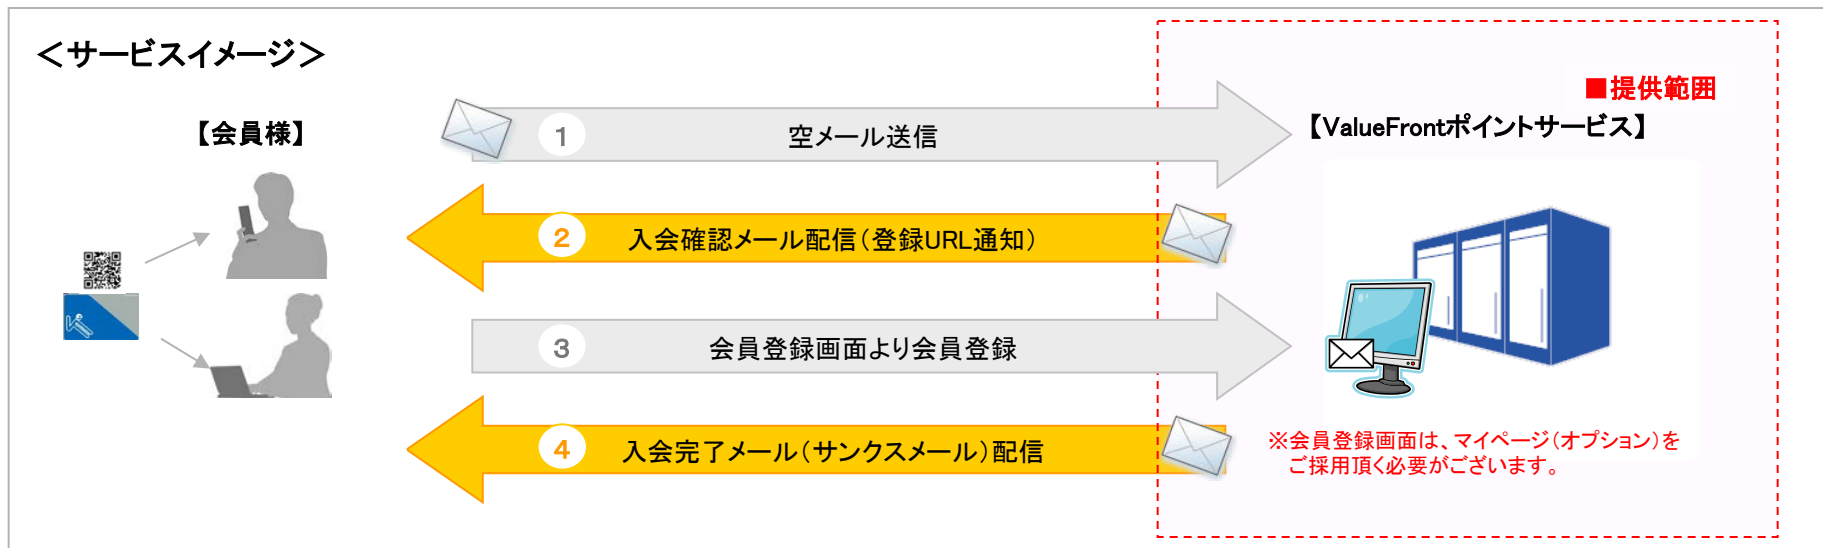 ＜サービスイメージ＞
■提供範囲
【会員様】
【ValueFrontポイントサービス】
1
空メール送信
2
入会確認メール配信（登録URL通知）
3
会員登録画面より会員登録
4
入会完了メール（サンクスメール）配信
※会員登録画面は、マイページ（オプション）を
ご採用頂く必要がございます。